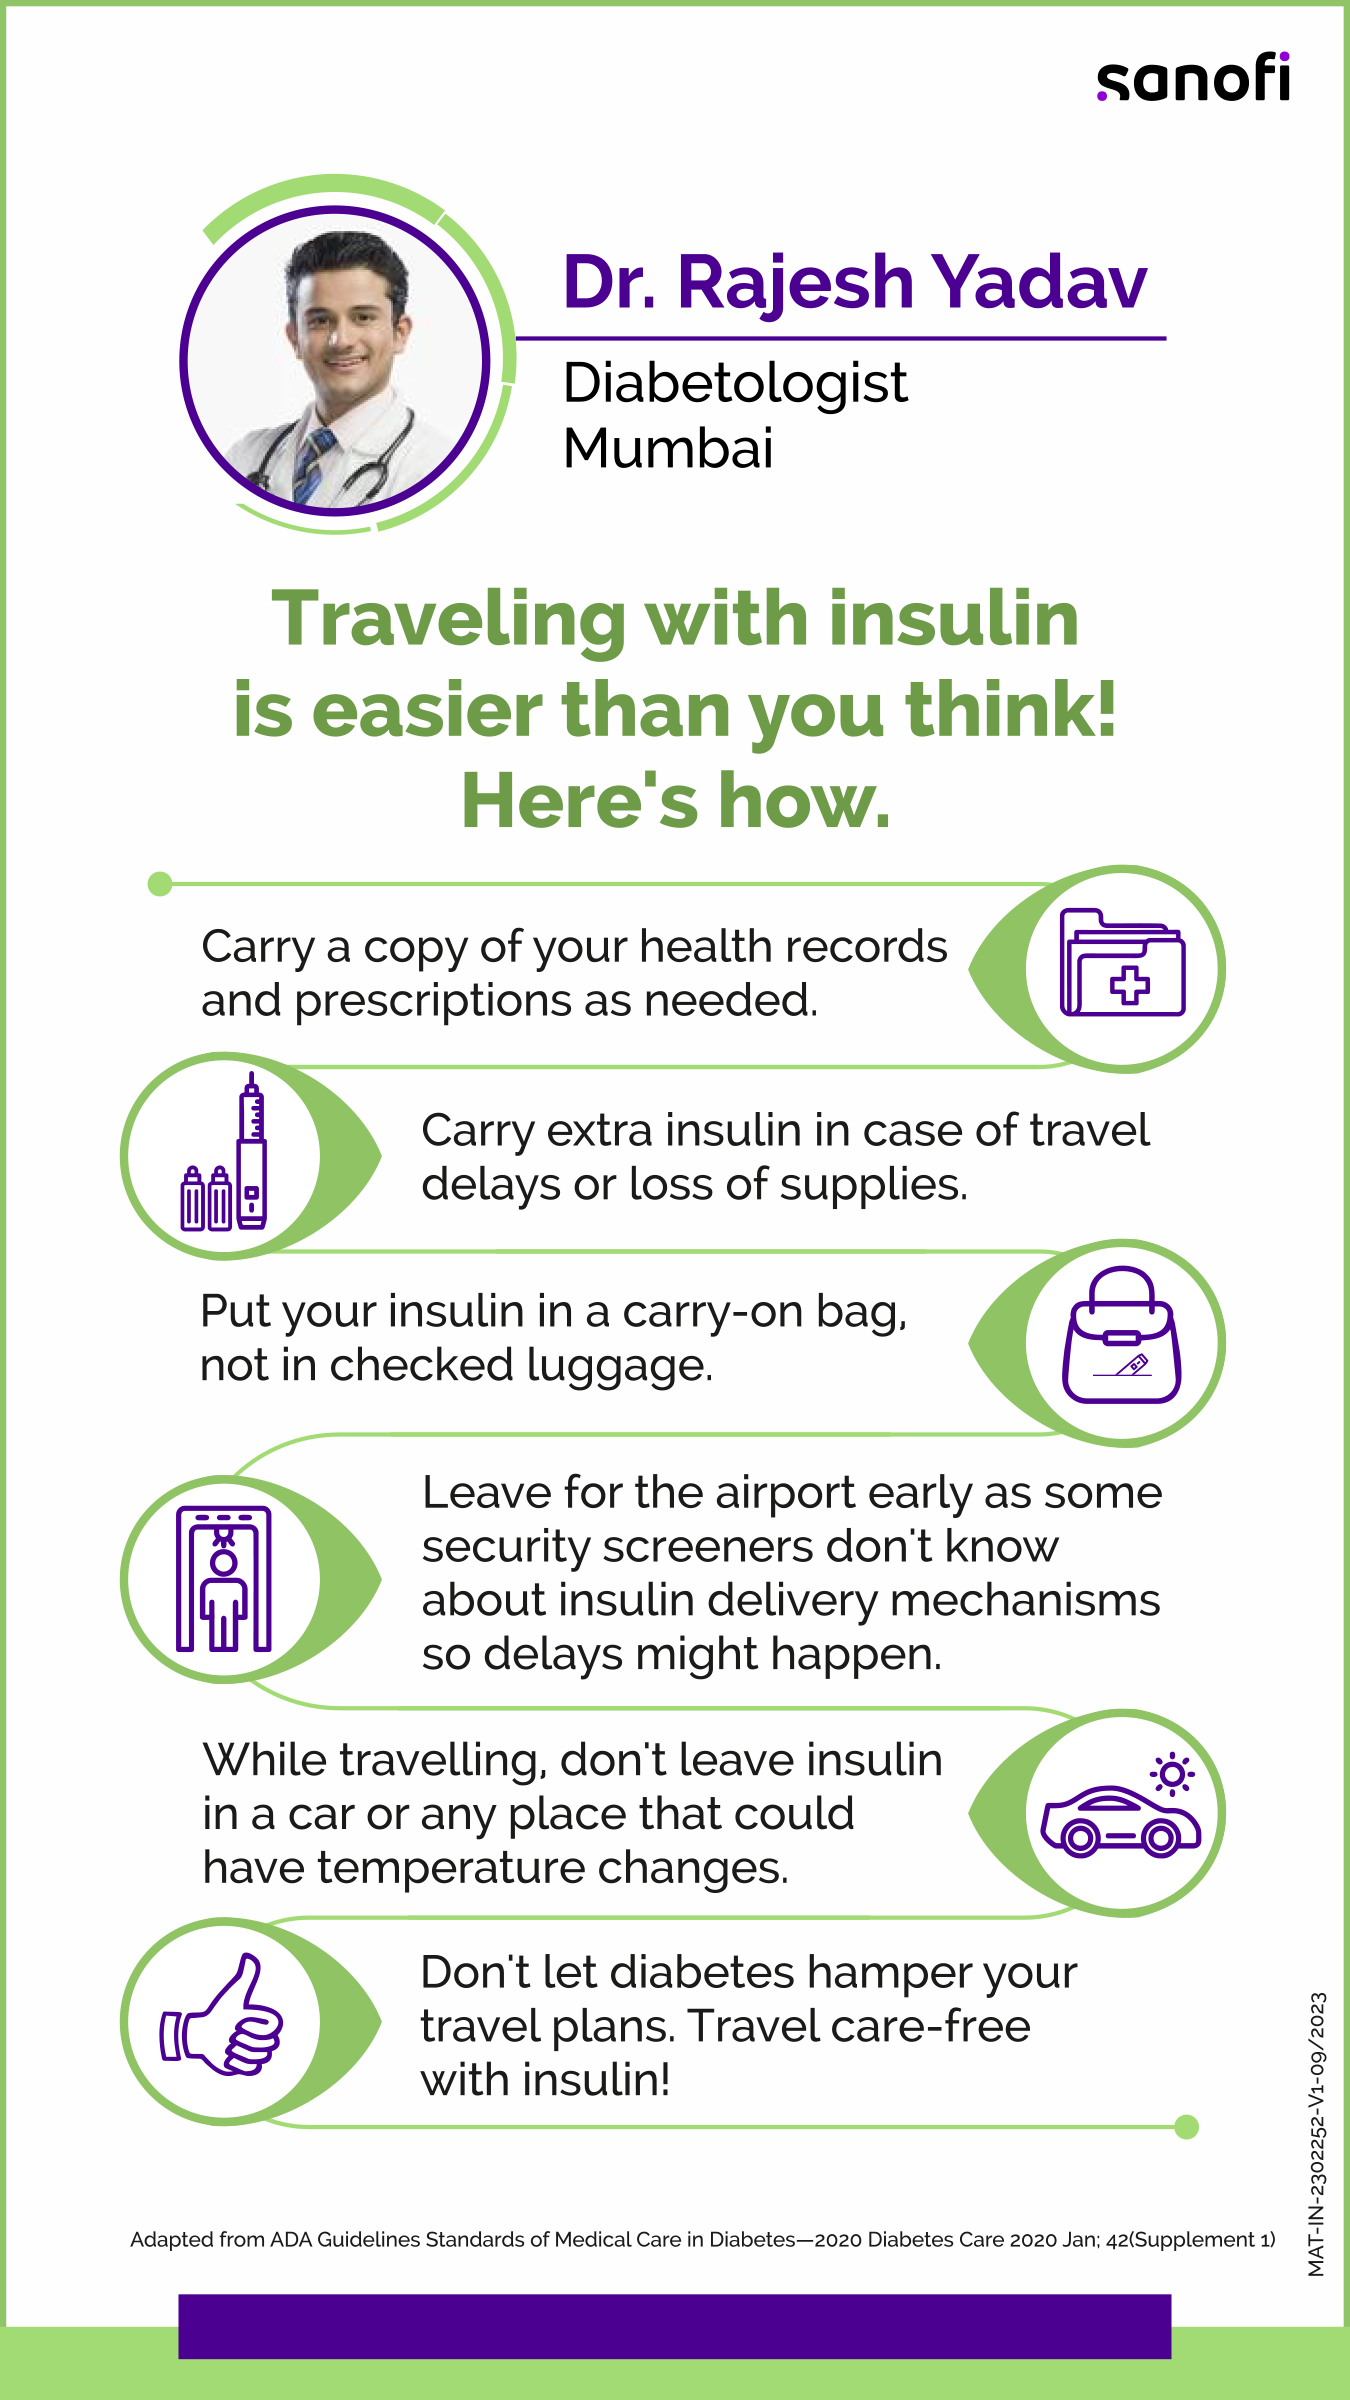 sanofi
Dr. Rajesh Yadav
Diabetologist
Mumbai
Traveling with insulin
is easier than you think!
Here's how.
Carry a copy of your health records
and prescriptions as needed.
Carry extra insulin in case of travel
delays or loss of supplies.
Put your insulin in a carry-on bag,
not in checked luggage.
Leave for the airport early as some
security screeners don't know
about insulin delivery mechanisms
so delays might happen.
While travelling, don't leave insulin
in a car or any place that could
have temperature changes.
Don't let diabetes hamper your
travel plans. Travel care-free
with insulin!
MAT-IN-2302252-V1-09/2023
Adapted from ADA Guidelines Standards of Medical Care in Diabetes—2020 Diabetes Care 2020 Jan; 42(Supplement 1)